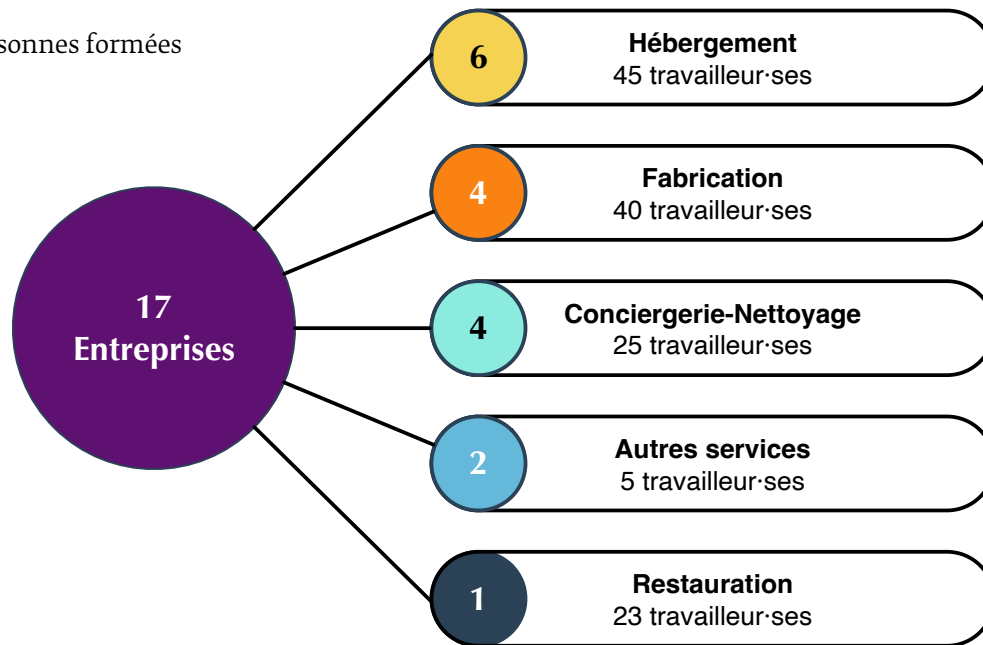 sonnes formées
17
Entreprises
6
Hébergement
45 travailleur·ses
4
Fabrication
40 travailleur·ses
4
Conciergerie-Nettoyage
25 travailleur·ses
2
Autres services
5 travailleur·ses
1
Restauration
23 travailleur·ses